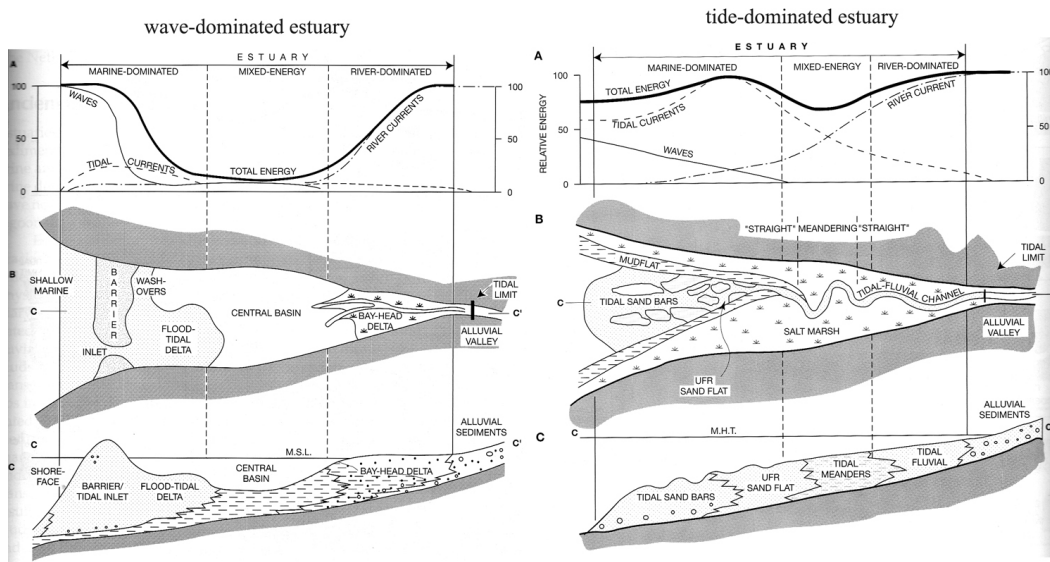 wave-dominated estuary
A
ESTUARY
MARINE-DOMINATED
MIXED-ENERGY
RIVER-DOMINATED
100
50
0
100
50
0
WAVES
TIDAL CURRENTS
TOTAL ENERGY
RIVER CURRENTS
B
SHALLOW
MARINE
C
BARRIER
WASH-
OVERS
INLET
FLOOD-
TIDAL
DELTA
CENTRAL BASIN
BAY-HEAD
DELTA
TIDAL
LIMIT
C'
ALLUVIAL
VALLEY
C
C'
M.S.L.
C
SHORE-
FACE
BARRIER/
TIDAL INLET
FLOOD-TIDAL
DELTA
CENTRAL
BASIN
BAY-HEAD DELTA
ALLUVIAL
SEDIMENTS
tide-dominated estuary
A
ESTUARY
MARINE-DOMINATED
MIXED-ENERGY
RIVER-DOMINATED
RELATIVE ENERGY
100
50
0
100
50
0
TOTAL ENERGY
TIDAL CURRENTS
WAVES
RIVER CURRENT
B
"STRAIGHT" MEANDERING "STRAIGHT"
TIDAL
LIMIT
MUDFLAT
C
TIDAL SAND BARS
TIDAL-FLUVIAL CHANNEL
SALT MARSH
UFR
SAND FLAT
ALLUVIAL
VALLEY
C
M.H.T.
C
ALLUVIAL
SEDIMENTS
TIDAL SAND BARS
UFR
SAND FLAT
TIDAL
MEANDERS
TIDAL
FLUVIAL